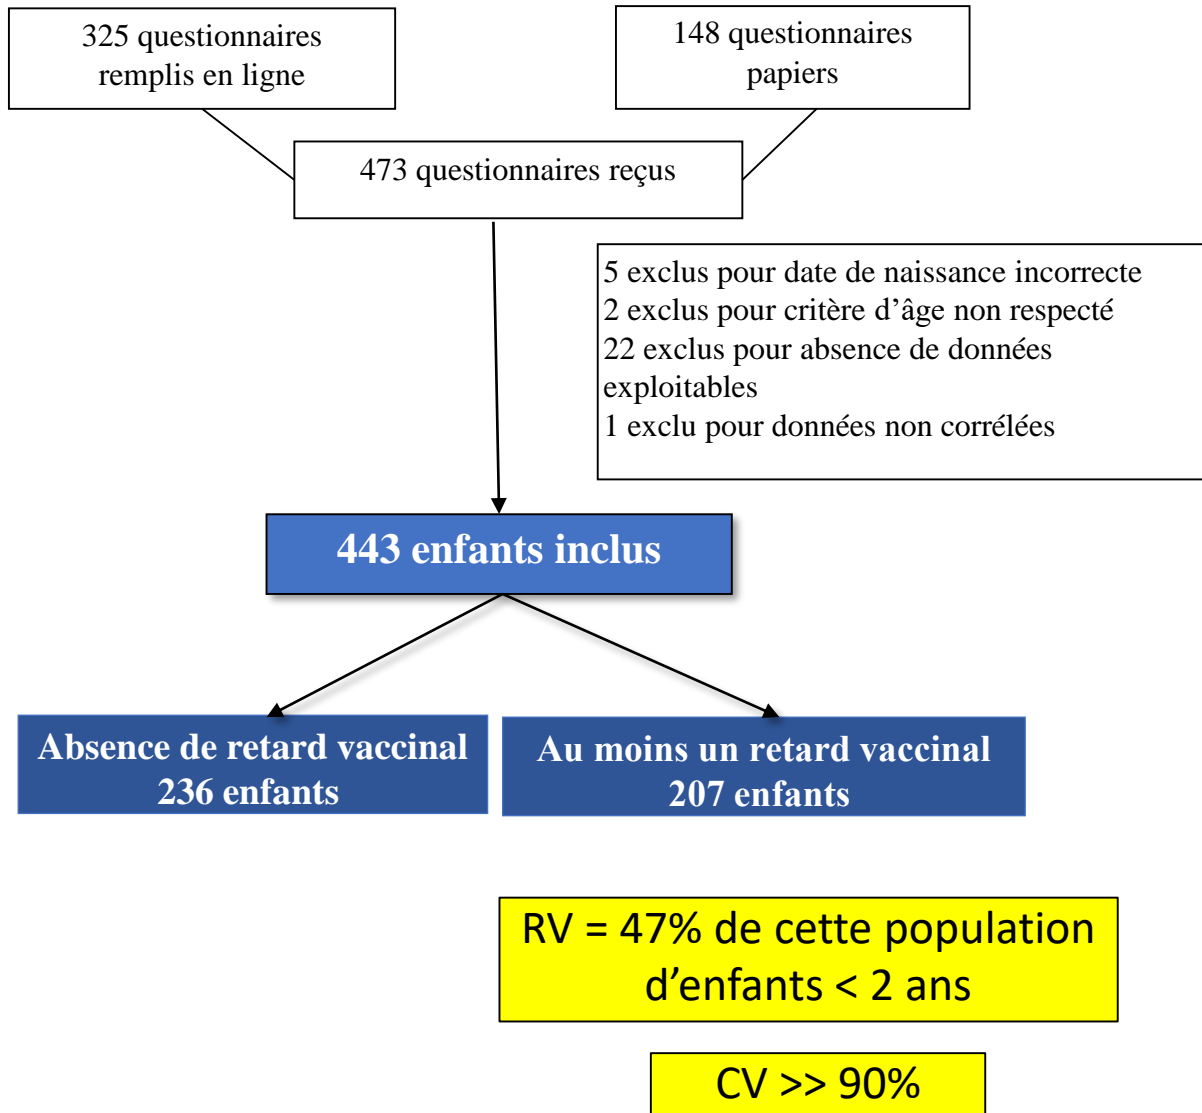 325 questionnaires
remplis en ligne
148 questionnaires
papiers
473 questionnaires reçus
5 exclus pour date de naissance incorrecte
2 exclus pour critère d’âge non respecté
22 exclus pour absence de données
exploitables
1 exclu pour données non corrélées
443 enfants inclus
Absence de retard vaccinal
236 enfants
Au moins un retard vaccinal
207 enfants
RV = 47% de cette population
d’enfants < 2 ans
CV >> 90%